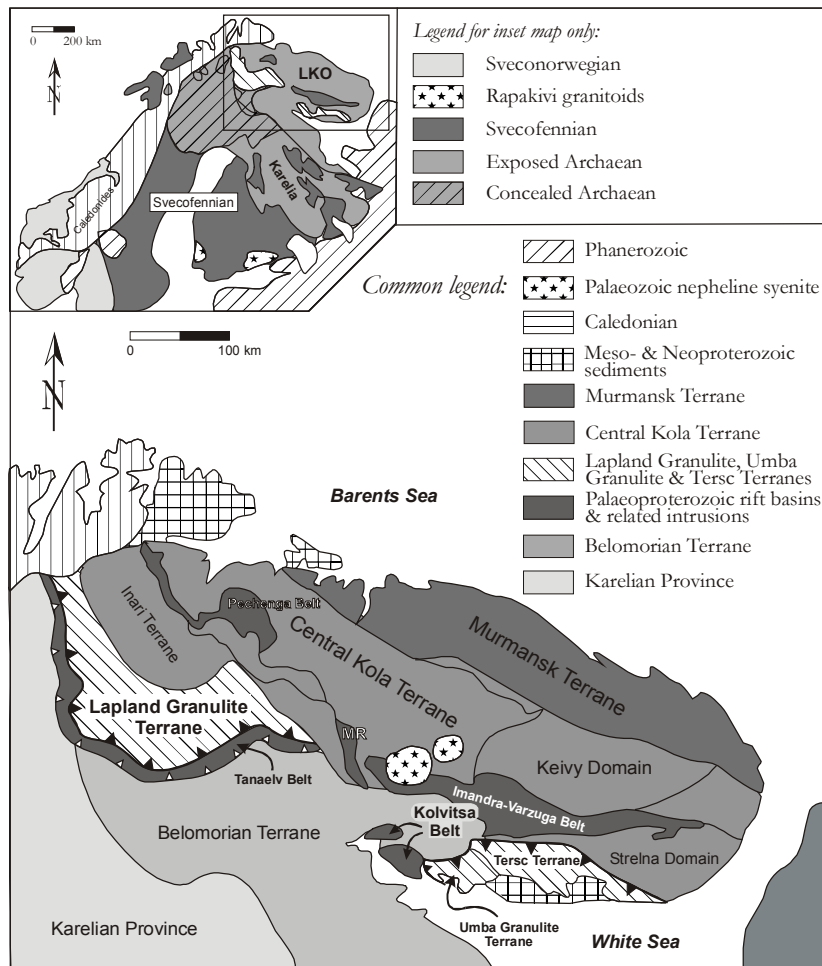 0 200 km
N
LKO
Karelia
Caledonides
Svecofennian
Legend for inset map only:
Sveconorwegian
Rapakivi granitoids
Svecofennian
Exposed Archaean
Concealed Archaean
Common legend:
Phanerozoic
Palaeozoic nepheline syenite
Caledonian
Meso- & Neoproterozoic
sediments
Murmansk Terrane
Central Kola Terrane
Lapland Granulite, Umba
Granulite & Tersc Terranes
Palaeoproterozoic rift basins
& related intrusions
Belomorian Terrane
Karelian Province
0 100 km
N
Barents Sea
Inari Terrane
Pechenga Belt
Central Kola Terrane
Murmansk Terrane
Lapland Granulite
Terrane
MR
Keivy Domain
Tanaelv Belt
Imandra-Varzuga Belt
Kolvitsa
Belt
Belomorian Terrane
Tersc Terrane
Strelna Domain
Umba Granulite
Terrane
Karelian Province
White Sea